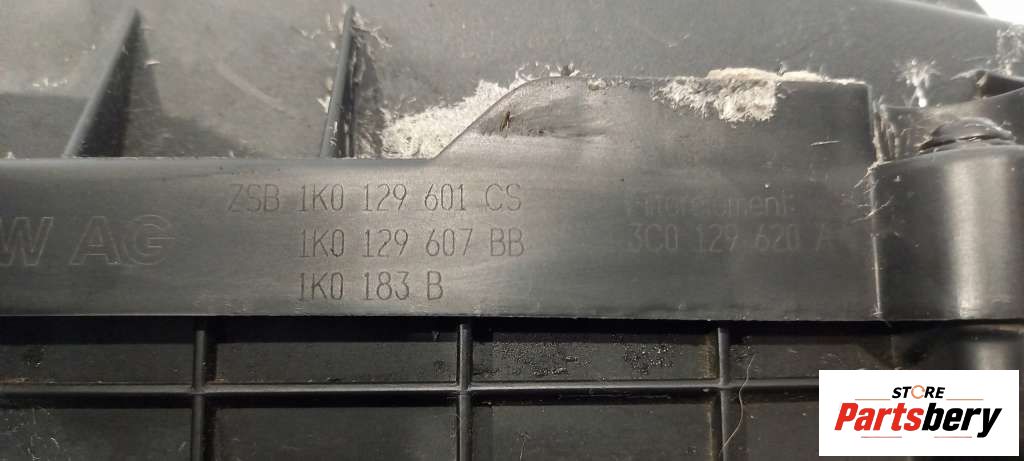 ZSB 1K0 129 601 CS
W AG
1K0 129 607 BB
1K0 183 B
Filterelement
3C0 129 620 A
STORE
Partsbery